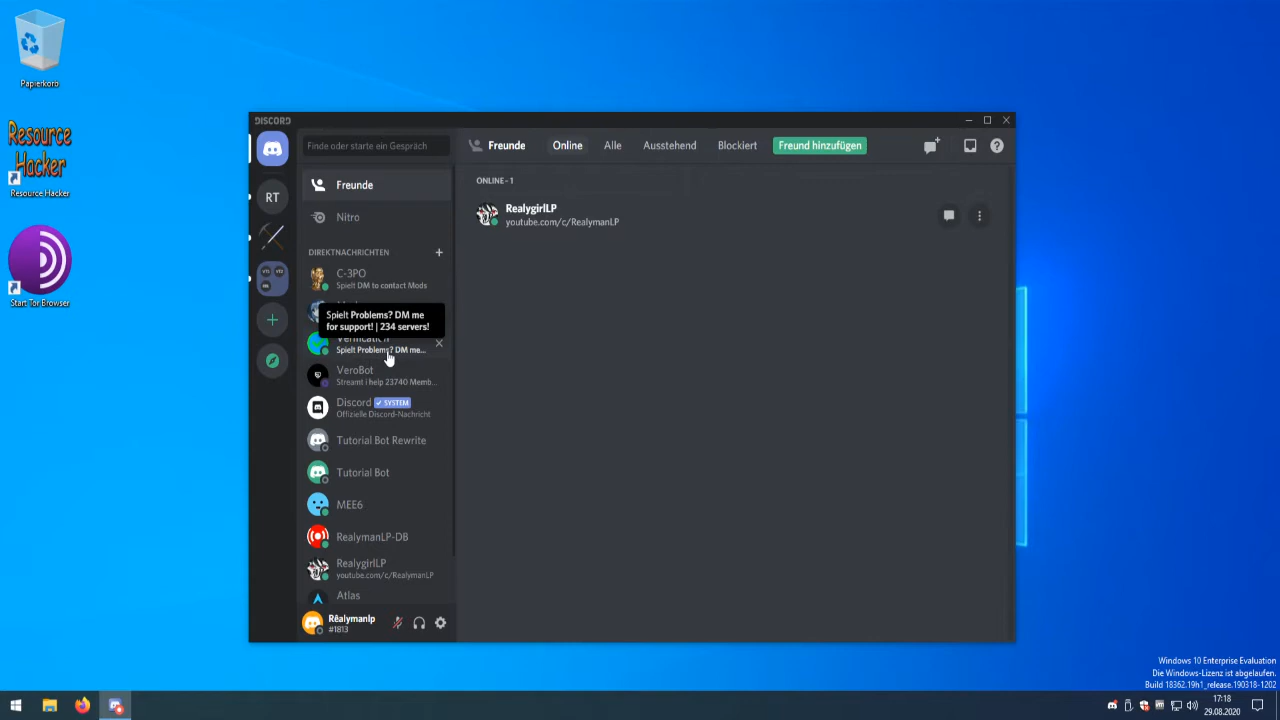 Papierkorb
Resource
Hacker
Resource Hacker
Start Tor Browser
DISCORD
Finde oder starte ein Gespräch
Freunde
Online
Alle
Ausstehend
Blockiert
Freund hinzufügen
RT
Freunde
Nitro
DIREKTNACHRICHTEN
C-3PO
Spielt DM to contact Mods
Spielt Problems? DM me
for support! | 234 servers!
Verification
Spielt Problems? DM me...
VeroBot
Streamt i help 23740 Memb...
Discord ✓ SYSTEM
Offizielle Discord-Nachricht
Tutorial Bot Rewrite
Tutorial Bot
MEE6
RealymanLP-DB
RealygirlLP
youtube.com/c/RealymanLP
Atlas
Rêalymanlp
#1813
ONLINE – 1
RealygirlLP
youtube.com/c/RealymanLP
Windows 10 Enterprise Evaluation
Die Windows-Lizenz ist abgelaufen.
Build 18362.19h1_release.190318-1202
17:18
29.08.2020